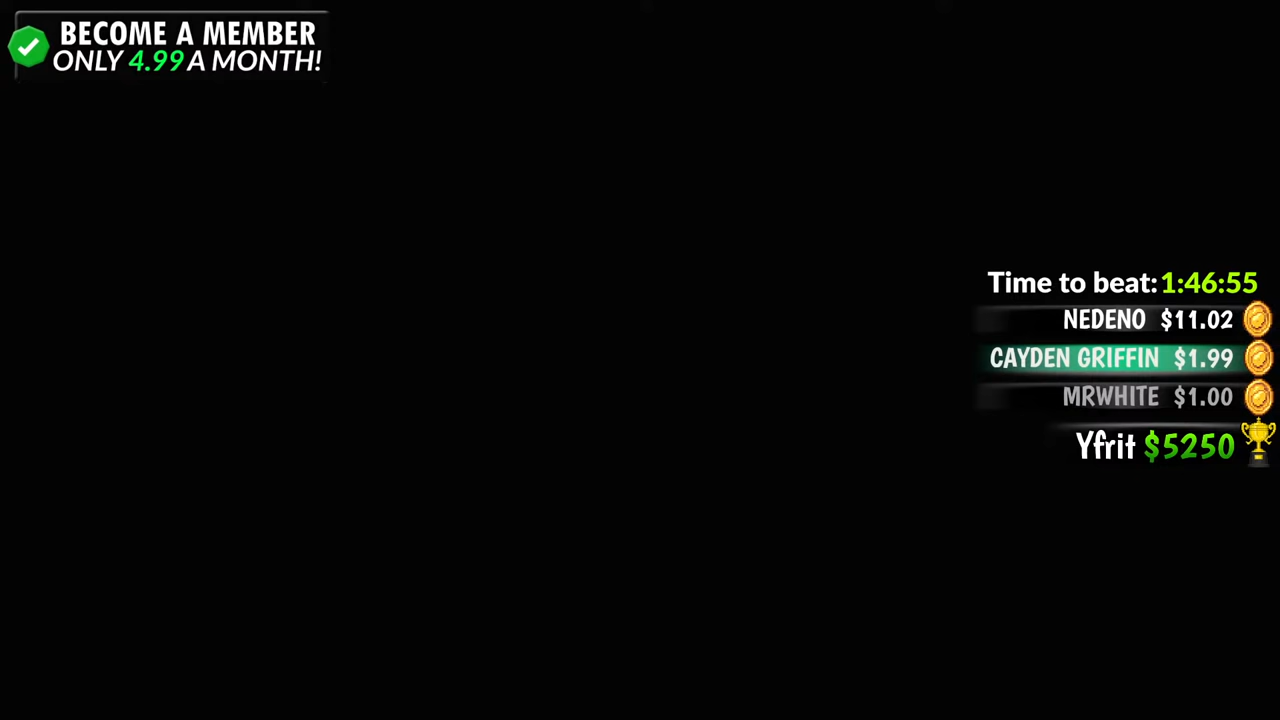 BECOME A MEMBER
ONLY 4.99 A MONTH!
Time to beat: 1:46:55
NEDENO $11.02
CAYDEN GRIFFIN $1.99
MRWHITE $1.00
Yfrit $5250